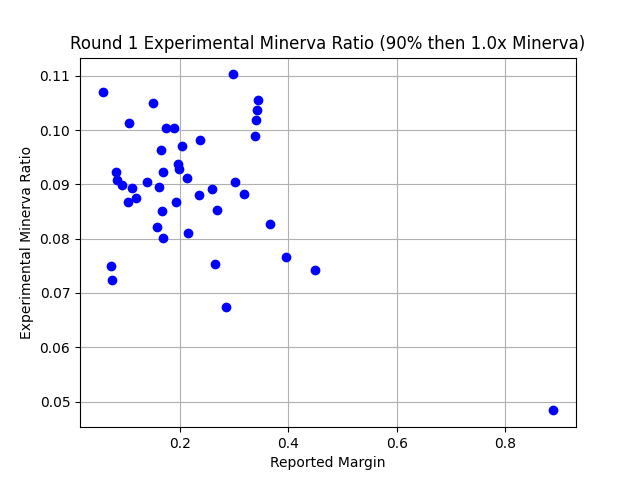 Round 1 Experimental Minerva Ratio (90% then 1.0x Minerva)
0.11
0.10
0.09
0.08
0.07
0.06
0.05
Experimental Minerva Ratio
0.2 0.4 0.6 0.8
Reported Margin